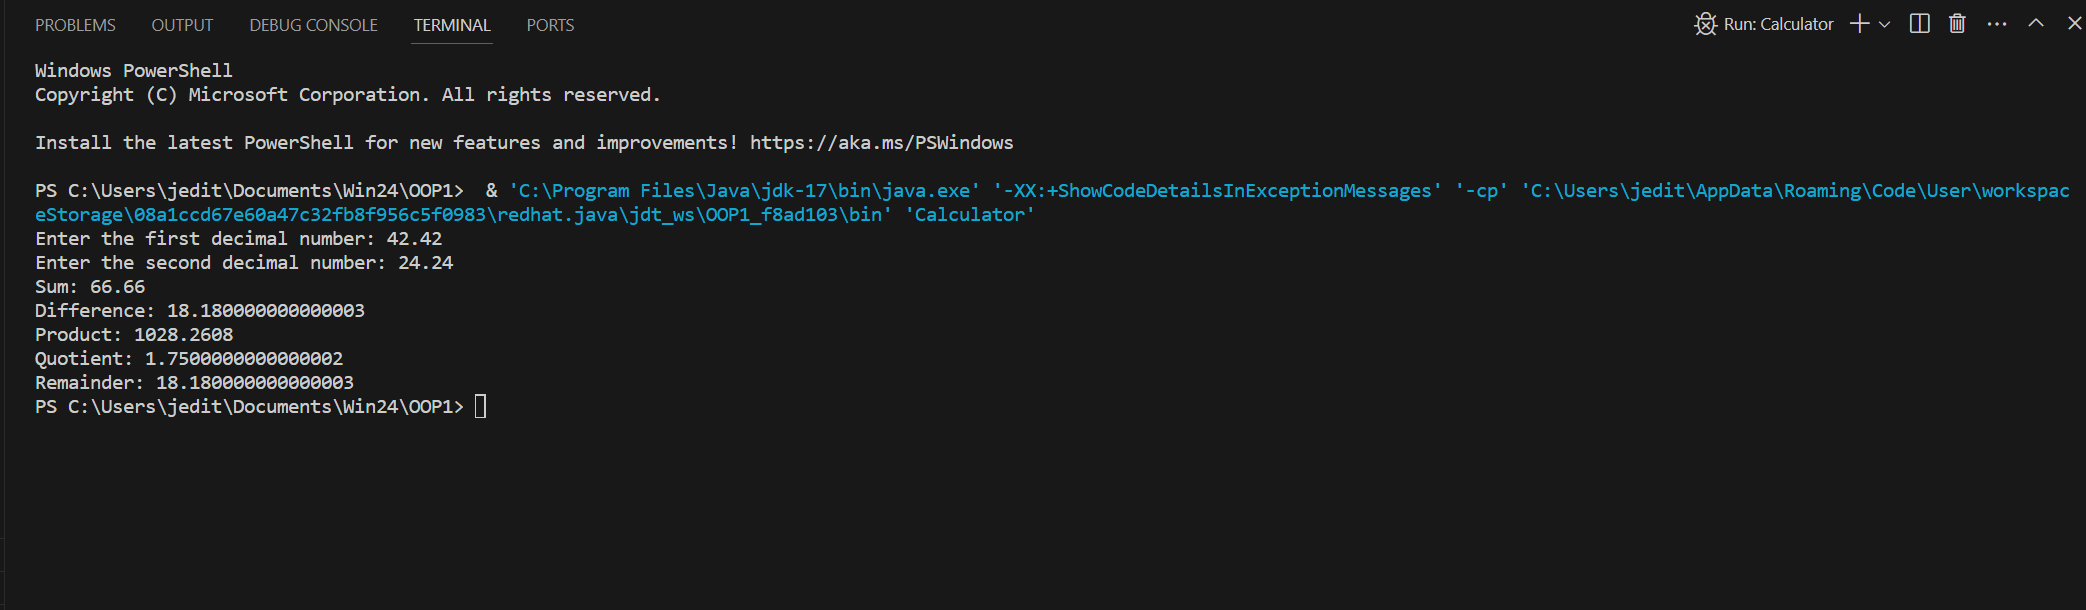 PROBLEMS OUTPUT DEBUG CONSOLE TERMINAL PORTS Run: Calculator
Windows PowerShell
Copyright (C) Microsoft Corporation. All rights reserved.
Install the latest PowerShell for new features and improvements! https://aka.ms/PSWindows
PS C:\Users\jedit\Documents\Win24\OOP1>  & 'C:\Program Files\Java\jdk-17\bin\java.exe' '-XX:+ShowCodeDetailsInExceptionMessages' '-cp' 'C:\Users\jedit\AppData\Roaming\Code\User\workspac
eStorage\08a1ccd67e60a47c32fb8f956c5f0983\redhat.java\jdt_ws\OOP1_f8ad103\bin' 'Calculator'
Enter the first decimal number: 42.42
Enter the second decimal number: 24.24
Sum: 66.66
Difference: 18.180000000000003
Product: 1028.2608
Quotient: 1.7500000000000002
Remainder: 18.180000000000003
PS C:\Users\jedit\Documents\Win24\OOP1>